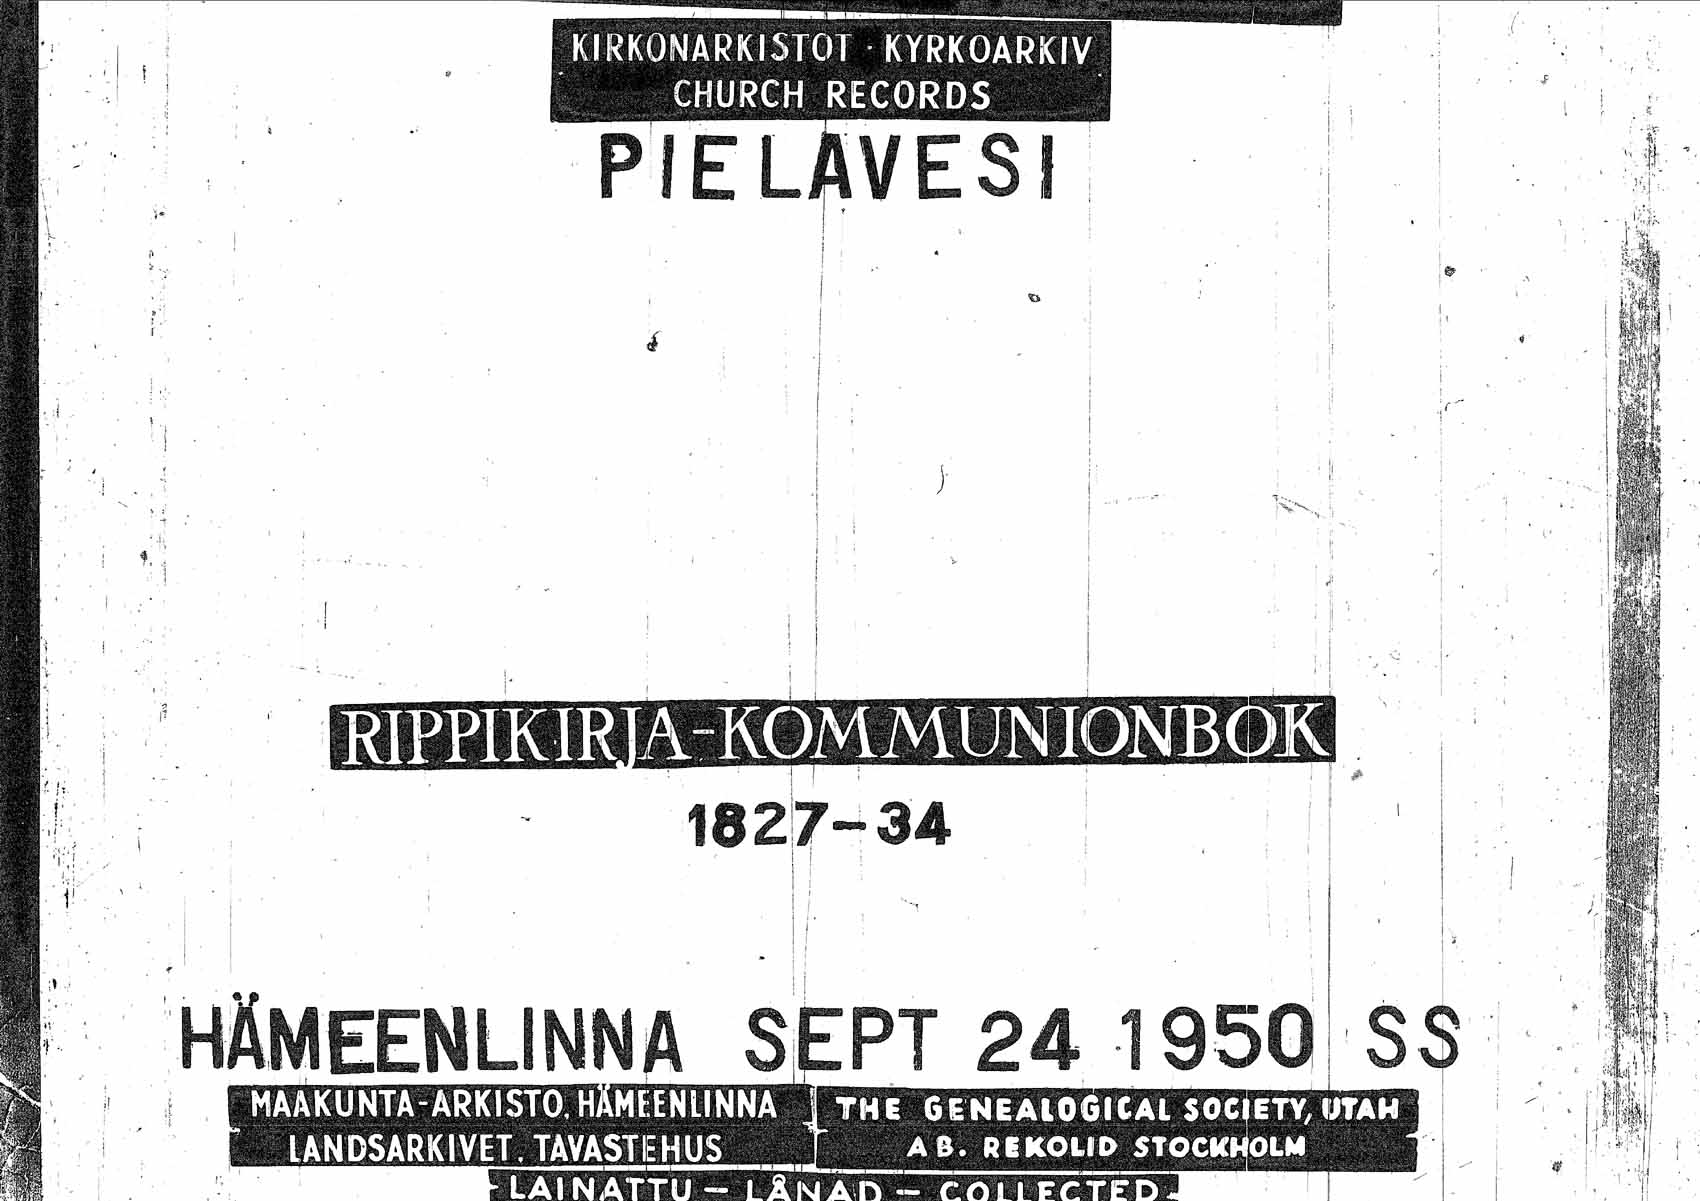 KIRKONARKISTOT · KYRKOARKIV
CHURCH RECORDS
PIELAVESI
RIPPIKIRJA-KOMMUNIONBOK
1827-34
HÄMEENLINNA SEPT 24 1950 SS
MAAKUNTA-ARKISTO, HÄMEENLINNA
LANDSARKIVET, TAVASTEHUS
THE GENEALOGICAL SOCIETY, UTAH
AB. REKOLID STOCKHOLM
LAINATTU - LÅNAD - COLLECTED